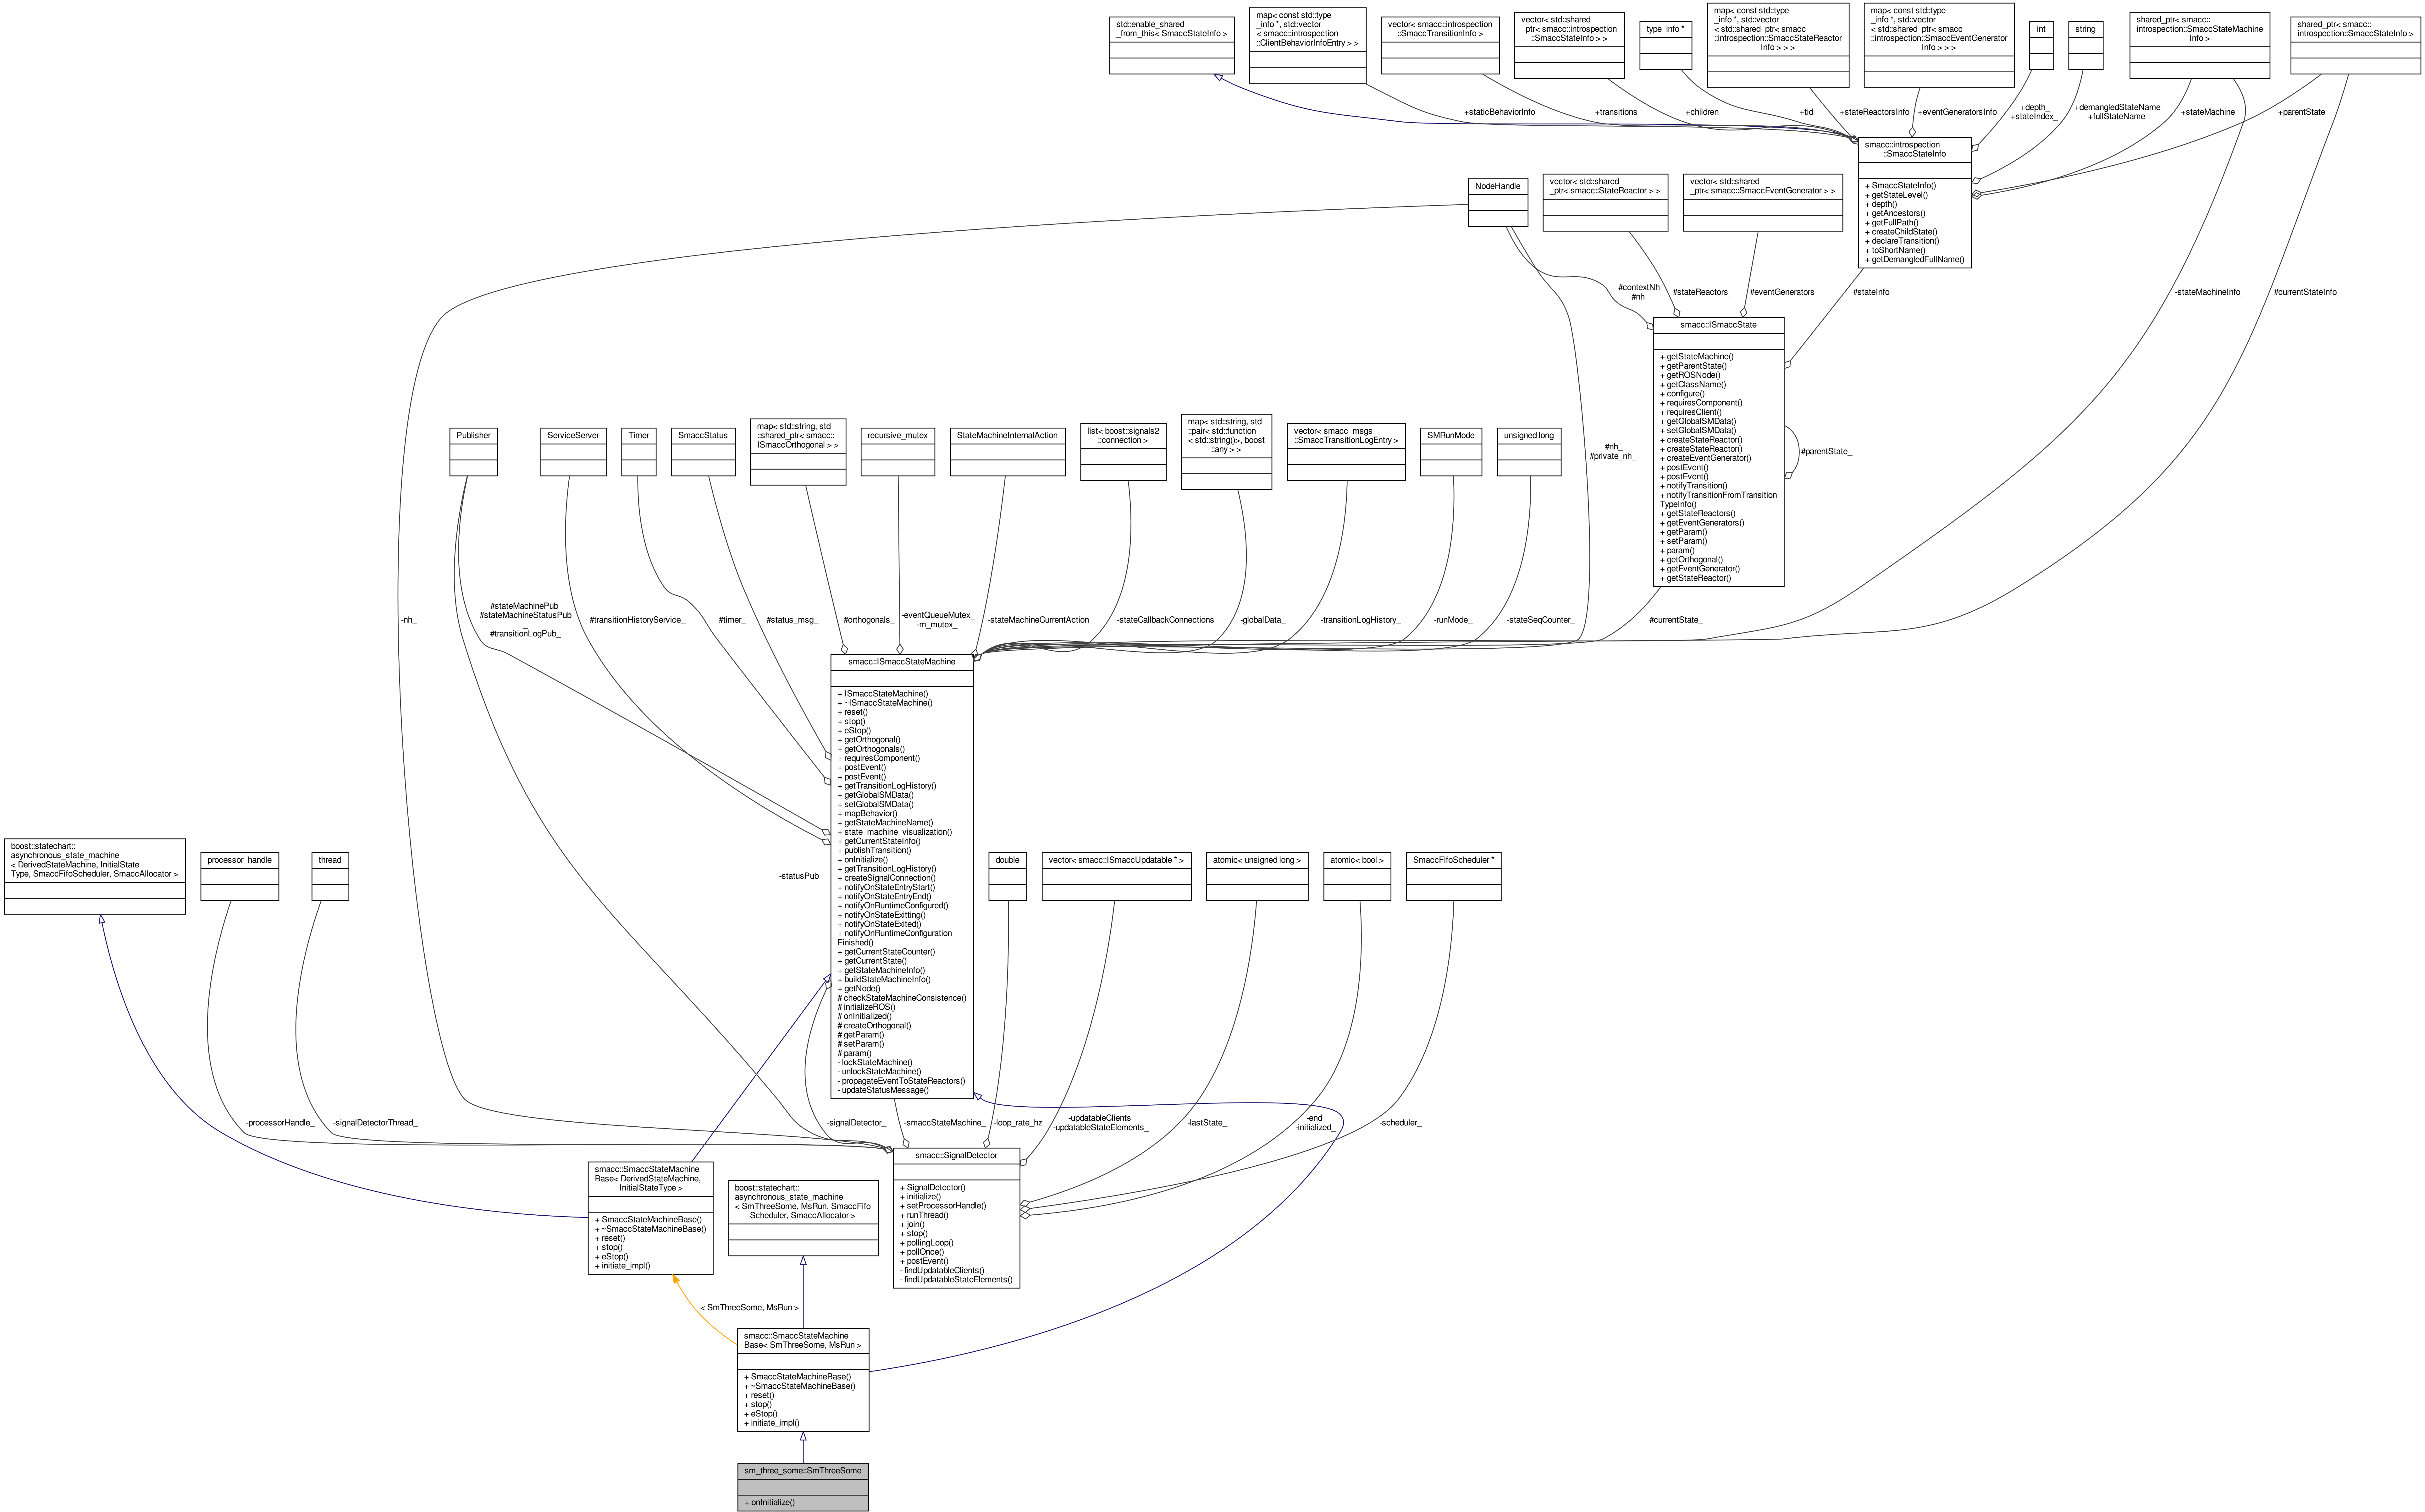 std::enable_shared
_from_this< SmaccStateInfo >
map< const std::type
_info *, std::vector
< smacc::introspection
::ClientBehaviorInfoEntry > >
vector< smacc::introspection
::SmaccTransitionInfo >
vector< std::shared
_ptr< smacc::introspection
::SmaccStateInfo > >
type_info *
map< const std::type
_info *, std::vector
< std::shared_ptr< smacc
::introspection::SmaccStateReactor
Info > > >
map< const std::type
_info *, std::vector
< std::shared_ptr< smacc
::introspection::SmaccEventGenerator
Info > > >
int
string
shared_ptr< smacc::
introspection::SmaccStateMachine
Info >
shared_ptr< smacc::
introspection::SmaccStateInfo >
+staticBehaviorInfo
+transitions_
+children_
+tid_
+stateReactorsInfo
+eventGeneratorsInfo
+depth_
+stateIndex_
+demangledStateName
+fullStateName
+stateMachine_
+parentState_
smacc::introspection
::SmaccStateInfo
+ SmaccStateInfo()
+ getStateLevel()
+ depth()
+ getAncestors()
+ getFullPath()
+ createChildState()
+ declareTransition()
+ toShortName()
+ getDemangledFullName()
NodeHandle
vector< std::shared
_ptr< smacc::StateReactor > >
vector< std::shared
_ptr< smacc::SmaccEventGenerator > >
#contextNh
#nh
#stateReactors_
#eventGenerators_
#stateInfo_
-stateMachineInfo_
#currentStateInfo_
smacc::ISmaccState
+ getStateMachine()
+ getParentState()
+ getROSNode()
+ getClassName()
+ configure()
+ requiresComponent()
+ requiresClient()
+ getGlobalSMData()
+ setGlobalSMData()
+ createStateReactor()
+ createStateReactor()
+ createEventGenerator()
+ postEvent()
+ postEvent()
+ notifyTransition()
+ notifyTransitionFromTransition
TypeInfo()
+ getStateReactors()
+ getEventGenerators()
+ getParam()
+ setParam()
+ param()
+ getOrthogonal()
+ getEventGenerator()
+ getStateReactor()
#parentState_
Publisher
ServiceServer
Timer
SmaccStatus
map< std::string, std
::shared_ptr< smacc::
ISmaccOrthogonal > >
recursive_mutex
StateMachineInternalAction
list< boost::signals2
::connection >
map< std::string, std
::pair< std::function
< std::string()>, boost
::any > >
vector< smacc_msgs
::SmaccTransitionLogEntry >
SMRunMode
unsigned long
#nh_
#private_nh_
-nh_
#stateMachinePub_
#stateMachineStatusPub
_
#transitionLogPub_
#transitionHistoryService_
#timer_
#status_msg_
#orthogonals_
-eventQueueMutex_
-m_mutex_
-stateMachineCurrentAction
-stateCallbackConnections
-globalData_
-transitionLogHistory_
-runMode_
-stateSeqCounter_
#currentState_
smacc::ISmaccStateMachine
+ ISmaccStateMachine()
+ ~ISmaccStateMachine()
+ reset()
+ stop()
+ eStop()
+ getOrthogonal()
+ getOrthogonals()
+ requiresComponent()
+ postEvent()
+ postEvent()
+ getTransitionLogHistory()
+ getGlobalSMData()
+ setGlobalSMData()
+ mapBehavior()
+ getStateMachineName()
+ state_machine_visualization()
+ getCurrentStateInfo()
+ publishTransition()
+ onInitialize()
+ getTransitionLogHistory()
+ createSignalConnection()
+ notifyOnStateEntryStart()
+ notifyOnStateEntryEnd()
+ notifyOnRuntimeConfigured()
+ notifyOnStateExitting()
+ notifyOnStateExited()
+ notifyOnRuntimeConfiguration
Finished()
+ getCurrentStateCounter()
+ getCurrentState()
+ getStateMachineInfo()
+ buildStateMachineInfo()
+ getNode()
# checkStateMachineConsistence()
# initializeROS()
# onInitialized()
# createOrthogonal()
# getParam()
# setParam()
# param()
- lockStateMachine()
- unlockStateMachine()
- propagateEventToStateReactors()
- updateStatusMessage()
boost::statechart::
asynchronous_state_machine
< DerivedStateMachine, InitialState
Type, SmaccFifoScheduler, SmaccAllocator >
processor_handle
thread
-statusPub_
double
vector< smacc::ISmaccUpdatable * >
atomic< unsigned long >
atomic< bool >
SmaccFifoScheduler *
-processorHandle_
-signalDetectorThread_
-signalDetector_
-smaccStateMachine_
-loop_rate_hz
-updatableClients_
-updatableStateElements_
-lastState_
-end_
-initialized_
-scheduler_
smacc::SmaccStateMachine
Base< DerivedStateMachine,
InitialStateType >
+ SmaccStateMachineBase()
+ ~SmaccStateMachineBase()
+ reset()
+ stop()
+ eStop()
+ initiate_impl()
boost::statechart::
asynchronous_state_machine
< SmThreeSome, MsRun, SmaccFifo
Scheduler, SmaccAllocator >
smacc::SignalDetector
+ SignalDetector()
+ initialize()
+ setProcessorHandle()
+ runThread()
+ join()
+ stop()
+ pollingLoop()
+ pollOnce()
+ postEvent()
- findUpdatableClients()
- findUpdatableStateElements()
< SmThreeSome, MsRun >
smacc::SmaccStateMachine
Base< SmThreeSome, MsRun >
+ SmaccStateMachineBase()
+ ~SmaccStateMachineBase()
+ reset()
+ stop()
+ eStop()
+ initiate_impl()
sm_three_some::SmThreeSome
+ onInitialize()